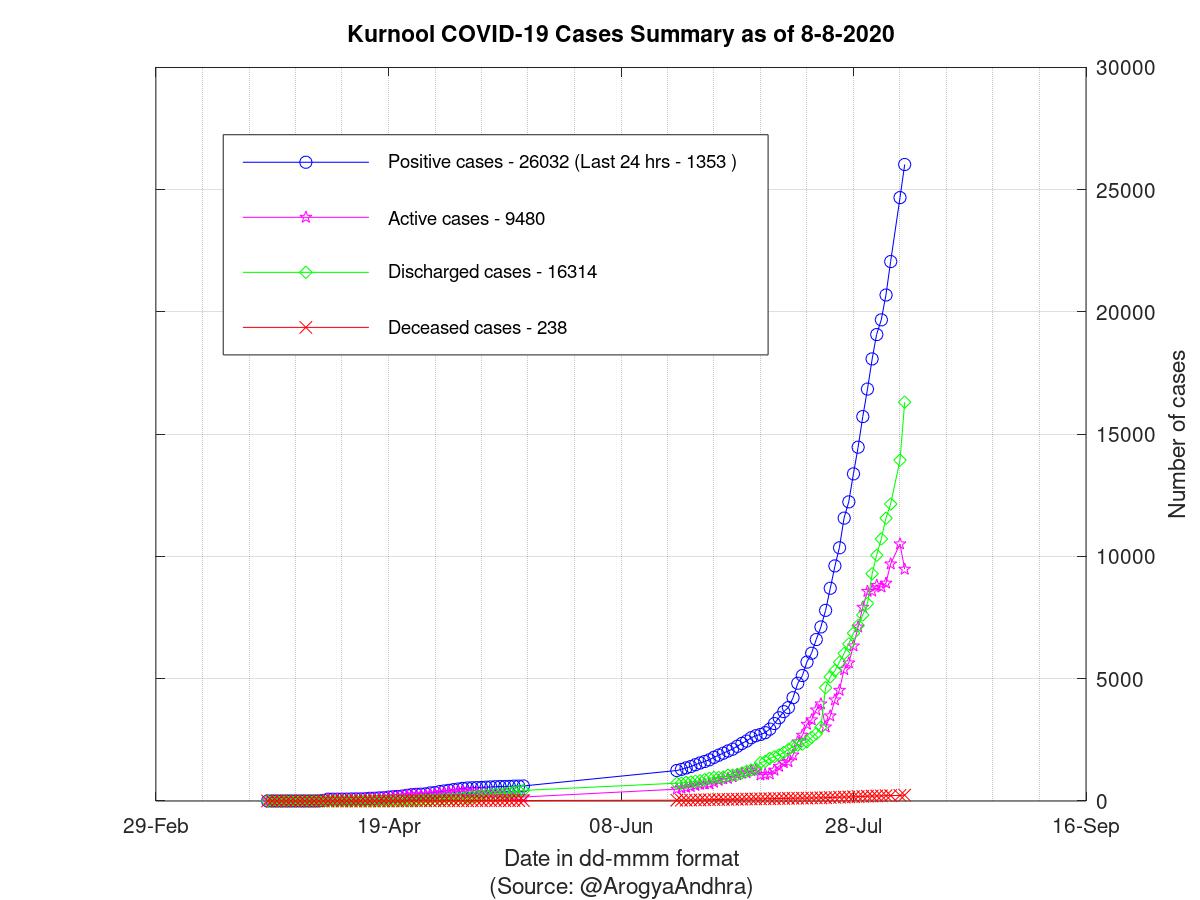 Kurnool COVID-19 Cases Summary as of 8-8-2020
Positive cases - 26032 (Last 24 hrs - 1353 )
Active cases - 9480
Discharged cases - 16314
Deceased cases - 238
30000
25000
20000
15000
10000
5000
0
Number of cases
29-Feb
19-Apr
08-Jun
28-Jul
16-Sep
Date in dd-mmm format
(Source: @ArogyaAndhra)